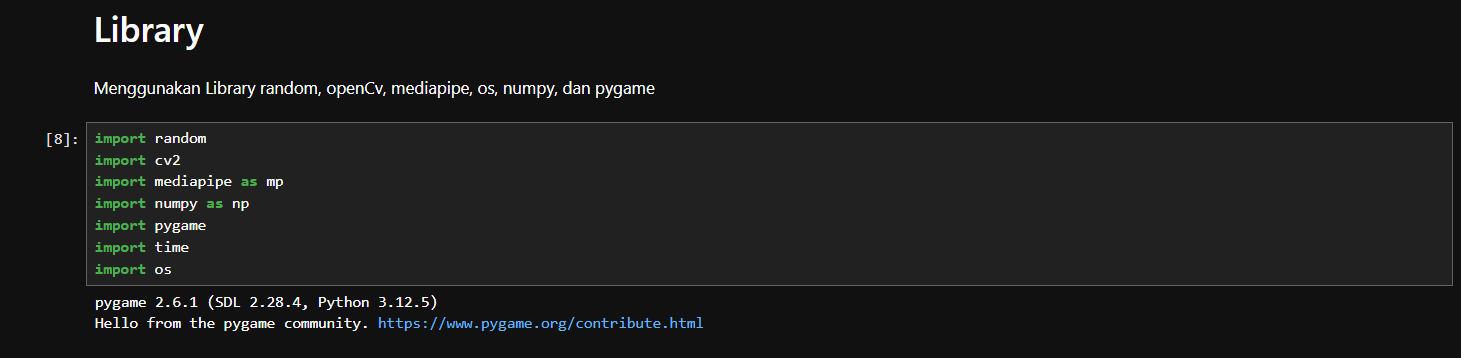 Library
Menggunakan Library random, openCv, mediapipe, os, numpy, dan pygame
[8]:
import random
import cv2
import mediapipe as mp
import numpy as np
import pygame
import time
import os
pygame 2.6.1 (SDL 2.28.4, Python 3.12.5)
Hello from the pygame community. https://www.pygame.org/contribute.html